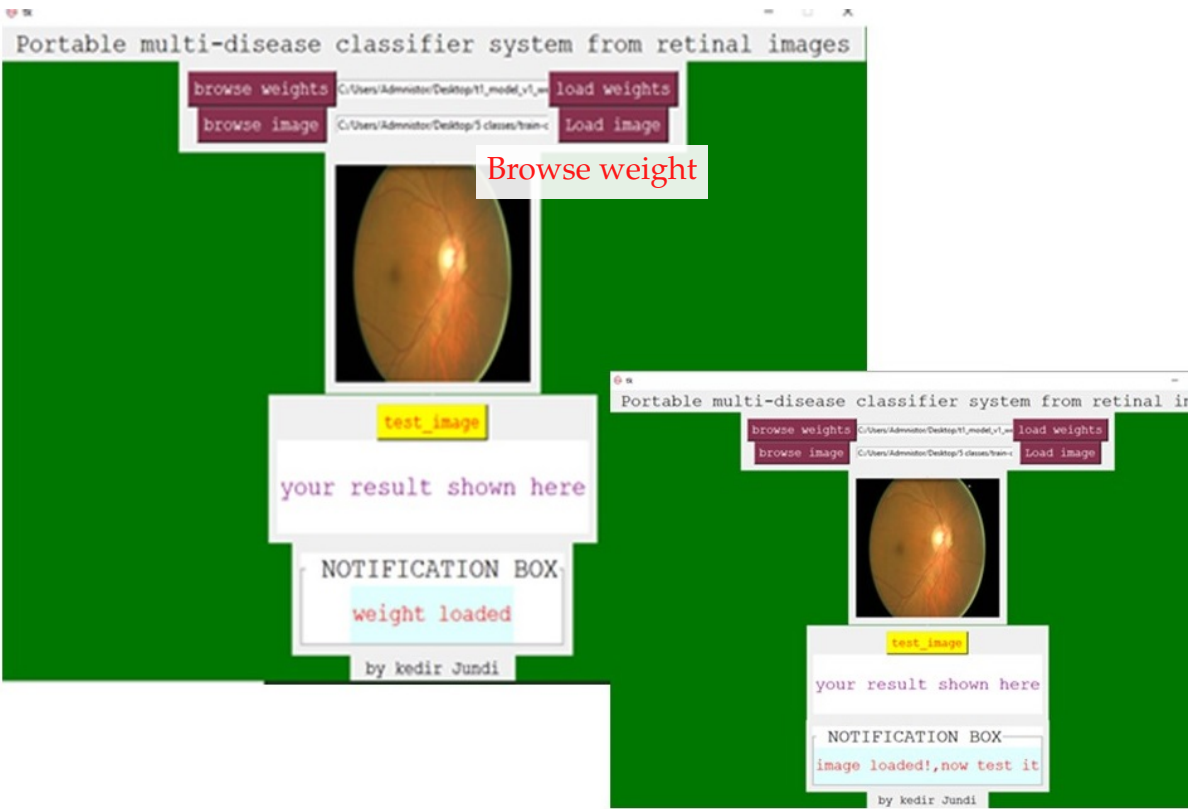 tk
Portable multi-disease classifier system from retinal images
browse weights C:/Users/Admnistor/Desktop/t1_model_v1_we load weights
browse image C:/Users/Admnistor/Desktop/5 classes/train-c Load image
Browse weight
test_image
your result shown here
NOTIFICATION BOX
weight loaded
by kedir Jundi
tk
Portable multi-disease classifier system from retinal im
browse weights C:/Users/Admnistor/Desktop/t1_model_v1_we load weights
browse image C:/Users/Admnistor/Desktop/5 classes/train-c Load image
test_image
your result shown here
NOTIFICATION BOX
image loaded!,now test it
by kedir Jundi